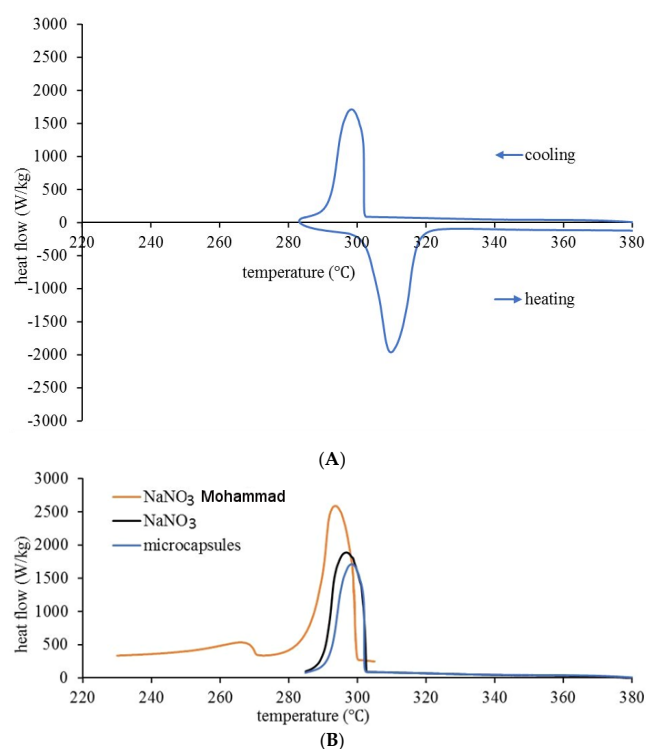 3000
2500
2000
1500
1000
500
0
-500
-1000
-1500
-2000
-2500
-3000
heat flow (W/kg)
220 240 260 280 300 320 340 360 380
temperature (°C)
cooling
heating
(A)
3000
2500
2000
1500
1000
500
0
heat flow (W/kg)
NaNO₃ Mohammad
NaNO₃
microcapsules
220 240 260 280 300 320 340 360 380
temperature (°C)
(B)